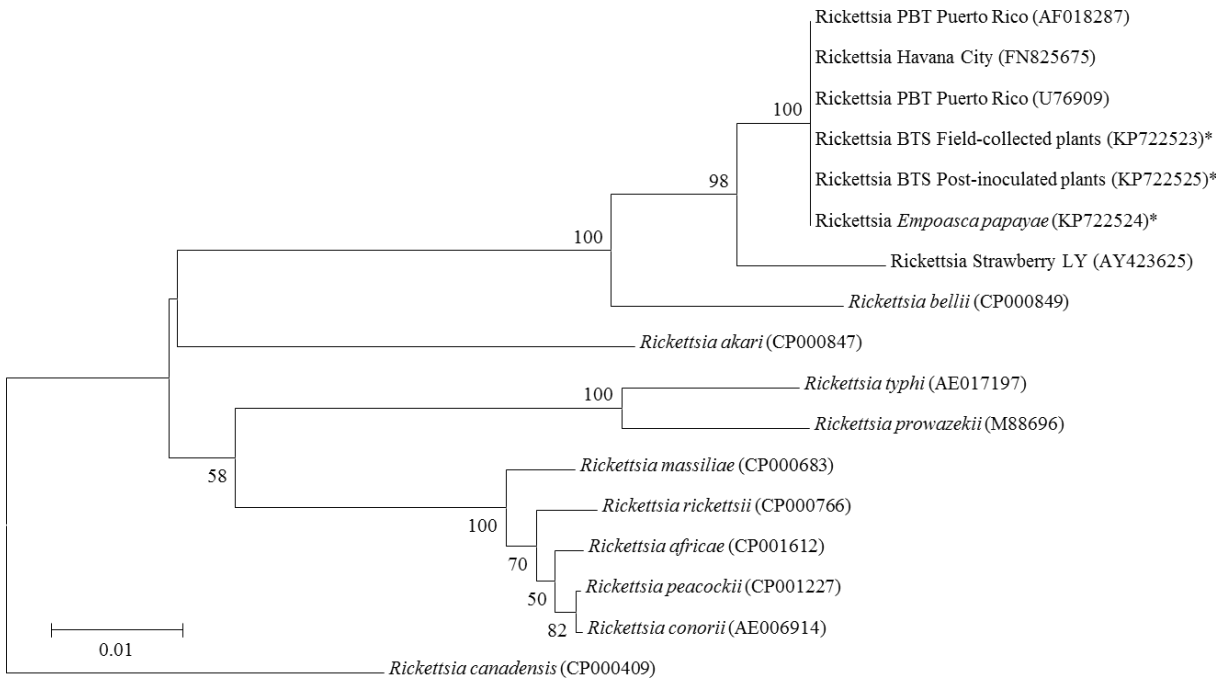 Rickettsia PBT Puerto Rico (AF018287)
Rickettsia Havana City (FN825675)
Rickettsia PBT Puerto Rico (U76909)
100
Rickettsia BTS Field-collected plants (KP722523)*
Rickettsia BTS Post-inoculated plants (KP722525)*
98
Rickettsia Empoasca papayae (KP722524)*
100
Rickettsia Strawberry LY (AY423625)
Rickettsia bellii (CP000849)
Rickettsia akari (CP000847)
Rickettsia typhi (AE017197)
100
Rickettsia prowazekii (M88696)
58
Rickettsia massiliae (CP000683)
Rickettsia rickettsii (CP000766)
100
Rickettsia africae (CP001612)
70
Rickettsia peacockii (CP001227)
50
Rickettsia conorii (AE006914)
82
0.01
Rickettsia canadensis (CP000409)